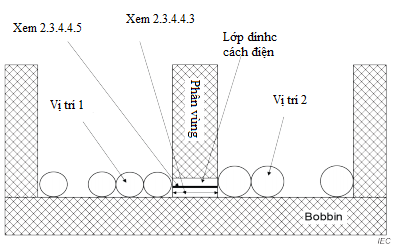 Xem 2.3.4.4.5
Xem 2.3.4.4.3
Lớp dinhc
cách điện
Vị trí 1
Phân vùng
Vị trí 2
Bobbin
IEC